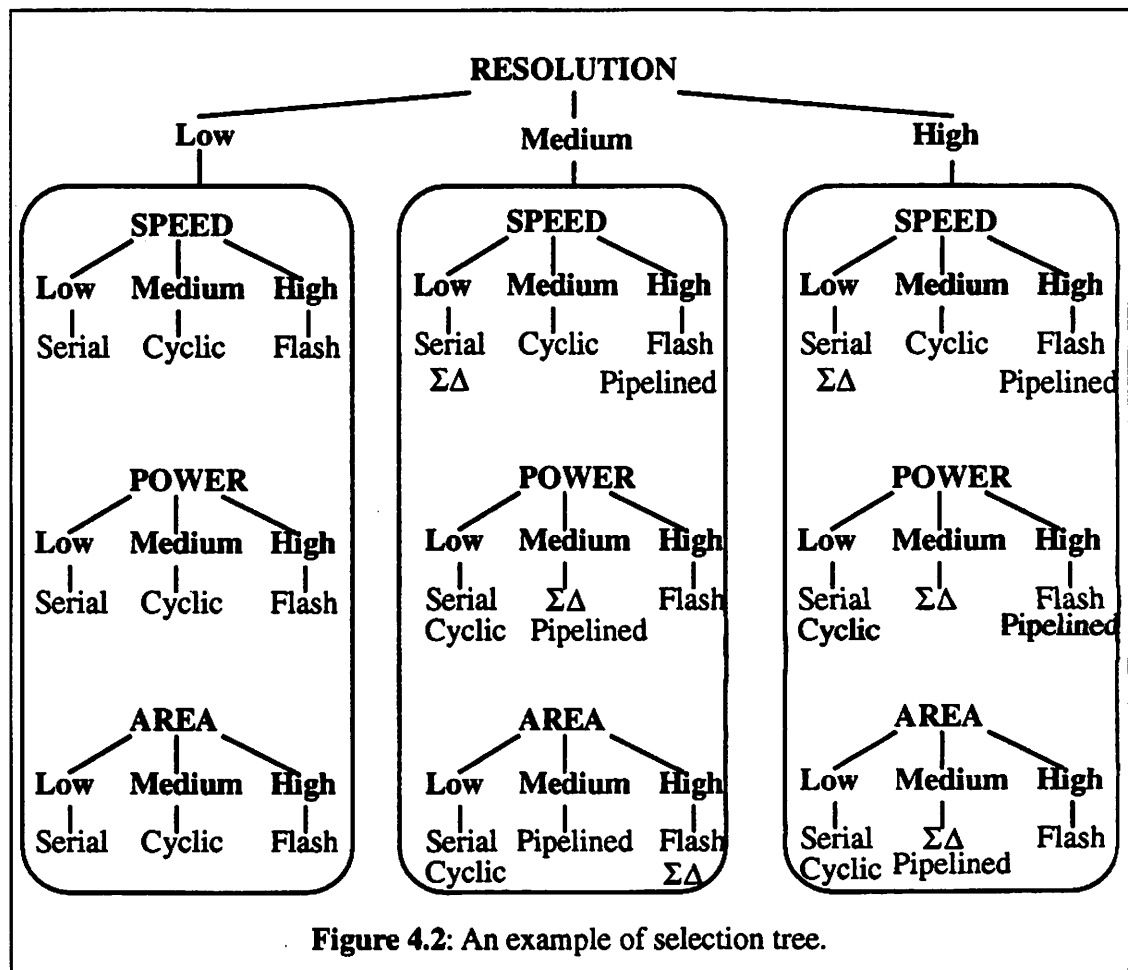 RESOLUTION
Low Medium High
SPEED SPEED SPEED
Low Medium High Low Medium High Low Medium High
Serial Cyclic Flash Serial Cyclic Flash Serial Cyclic Flash
ΣΔ Pipelined ΣΔ Pipelined
POWER POWER POWER
Low Medium High Low Medium High Low Medium High
Serial Cyclic Flash Serial ΣΔ Flash Serial ΣΔ Flash
Cyclic Pipelined Cyclic Pipelined
AREA AREA AREA
Low Medium High Low Medium High Low Medium High
Serial Cyclic Flash Serial Pipelined Flash Serial ΣΔ Flash
Cyclic ΣΔ Cyclic Pipelined
Figure 4.2: An example of selection tree.